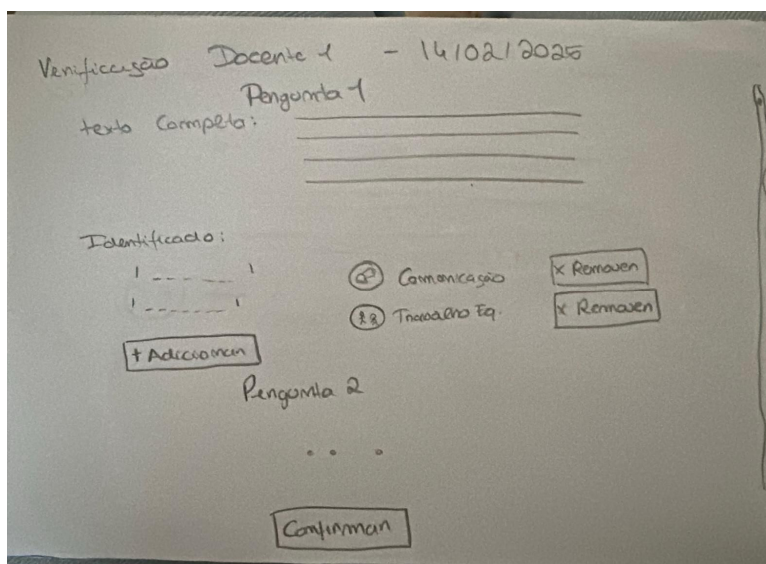 Verificação Docente 1 - 14/02/2025
Pergunta 1
texto Completo:
Identificado:
Comunicação x Remover
Trabalho Eq. x Remover
+ Adicionar
Pergunta 2
...
Confirmar